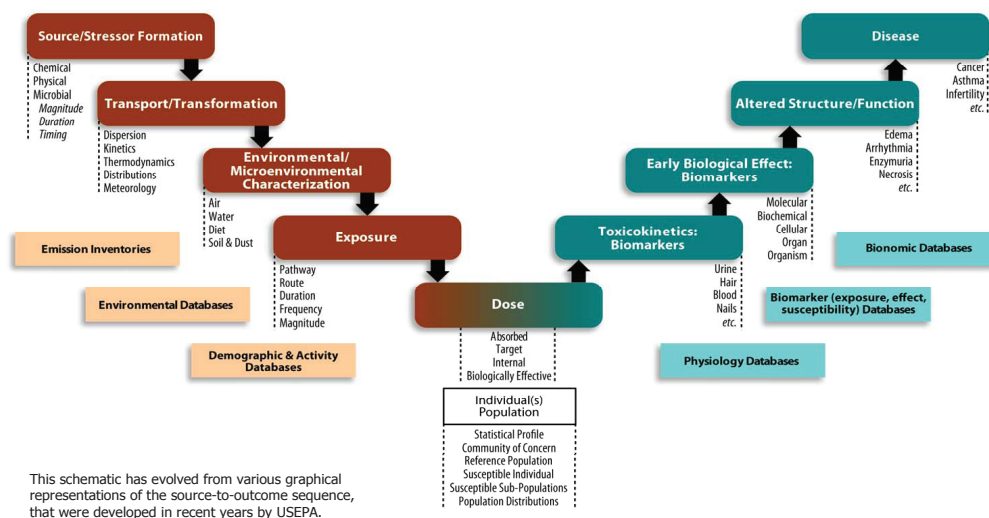 Source/Stressor Formation
Chemical
Physical
Microbial
Magnitude
Duration
Timing
Transport/Transformation
Dispersion
Kinetics
Thermodynamics
Distributions
Meteorology
Environmental/
Microenvironmental
Characterization
Air
Water
Diet
Soil & Dust
Exposure
Pathway
Route
Duration
Frequency
Magnitude
Dose
Absorbed
Target
Internal
Biologically Effective
Individual(s)
Population
Statistical Profile
Community of Concern
Reference Population
Susceptible Individual
Susceptible Sub-Populations
Population Distributions
Toxicokinetics:
Biomarkers
Urine
Hair
Blood
Nails
etc.
Early Biological Effect:
Biomarkers
Molecular
Biochemical
Cellular
Organ
Organism
Altered Structure/Function
Edema
Arrhythmia
Enzymuria
Necrosis
etc.
Disease
Cancer
Asthma
Infertility
etc.
Emission Inventories
Environmental Databases
Demographic & Activity
Databases
Bionomic Databases
Biomarker (exposure, effect,
susceptibility) Databases
Physiology Databases
This schematic has evolved from various graphical
representations of the source-to-outcome sequence,
that were developed in recent years by USEPA.